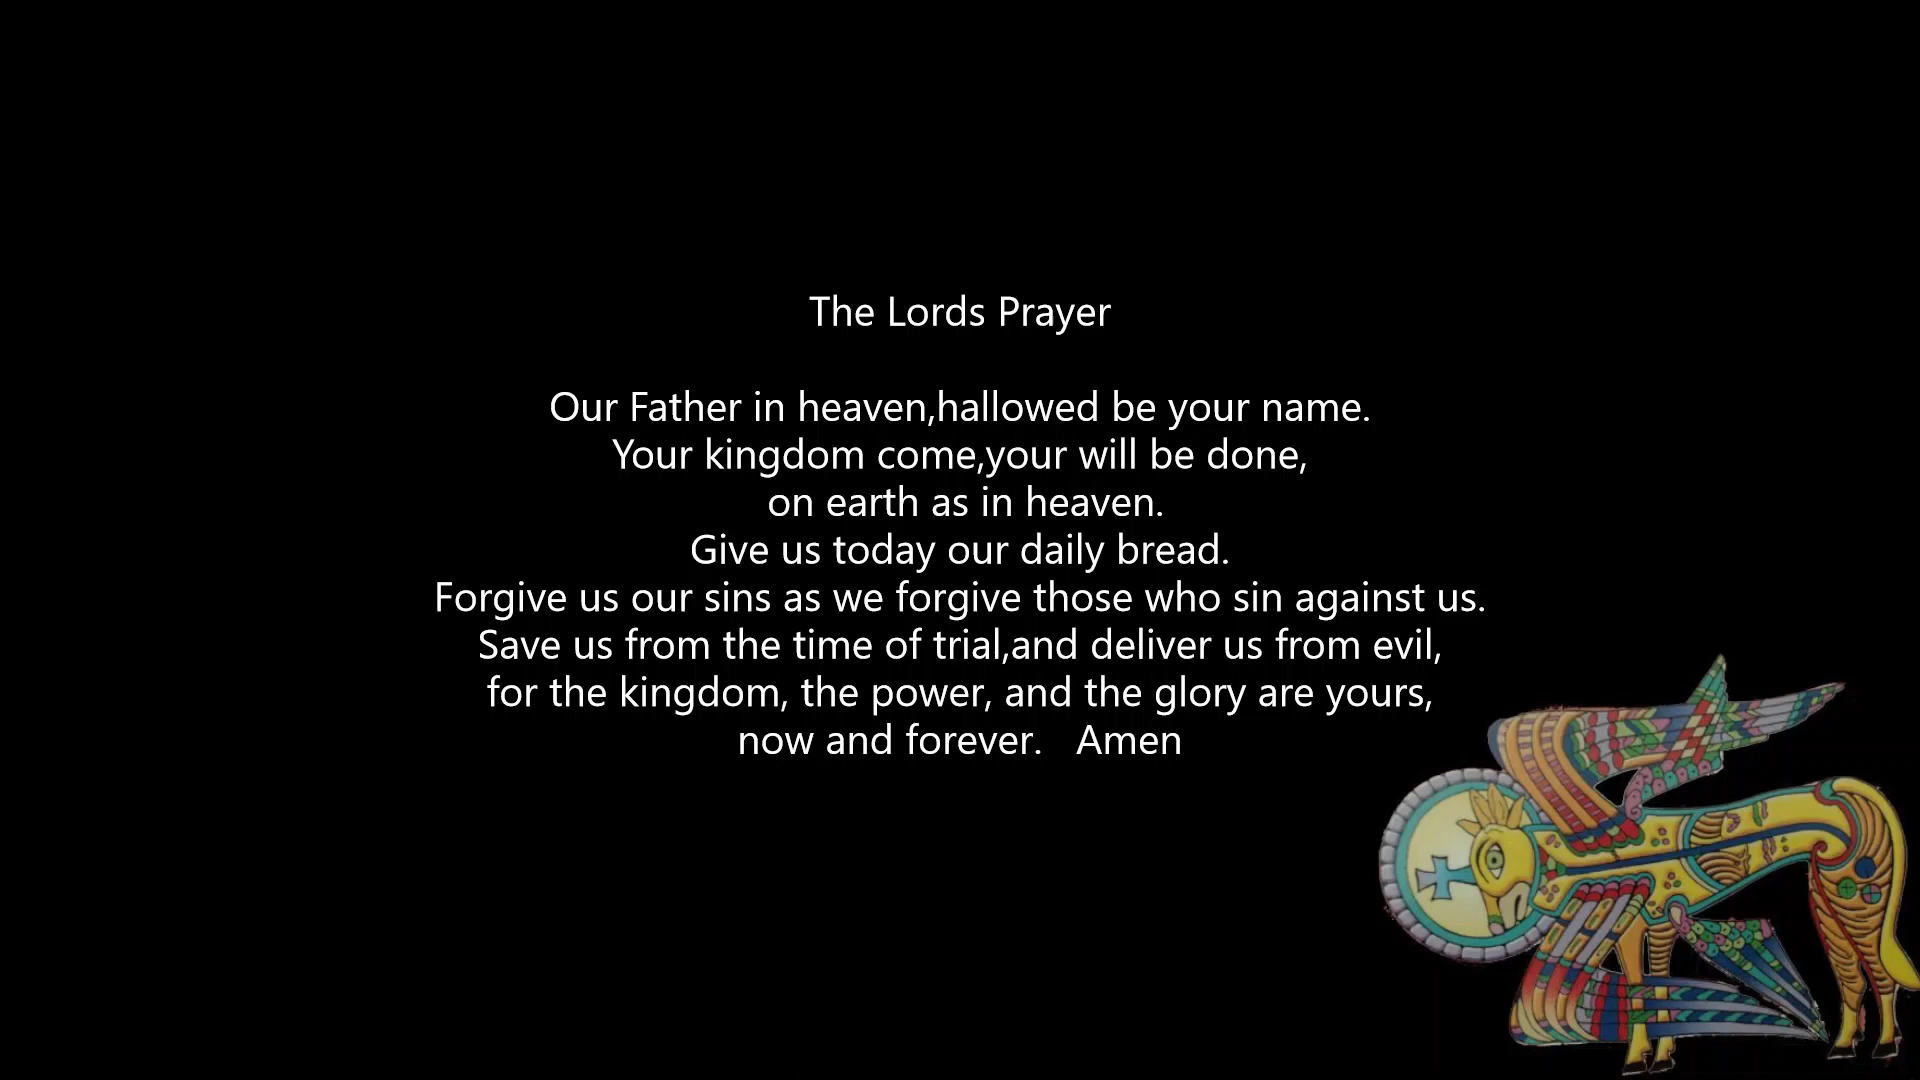 The Lords Prayer
Our Father in heaven,hallowed be your name.
Your kingdom come,your will be done,
on earth as in heaven.
Give us today our daily bread.
Forgive us our sins as we forgive those who sin against us.
Save us from the time of trial,and deliver us from evil,
for the kingdom, the power, and the glory are yours,
now and forever.   Amen